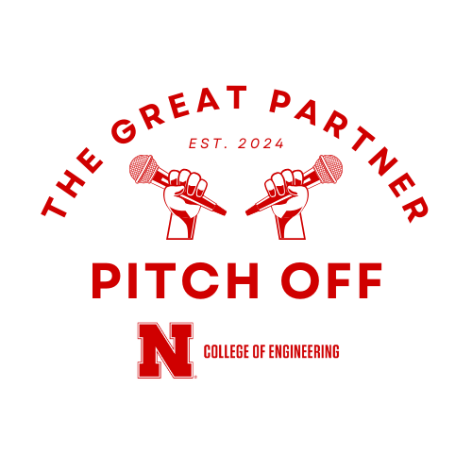 THE GREAT PARTNER
EST. 2024
PITCH OFF
N
COLLEGE OF ENGINEERING